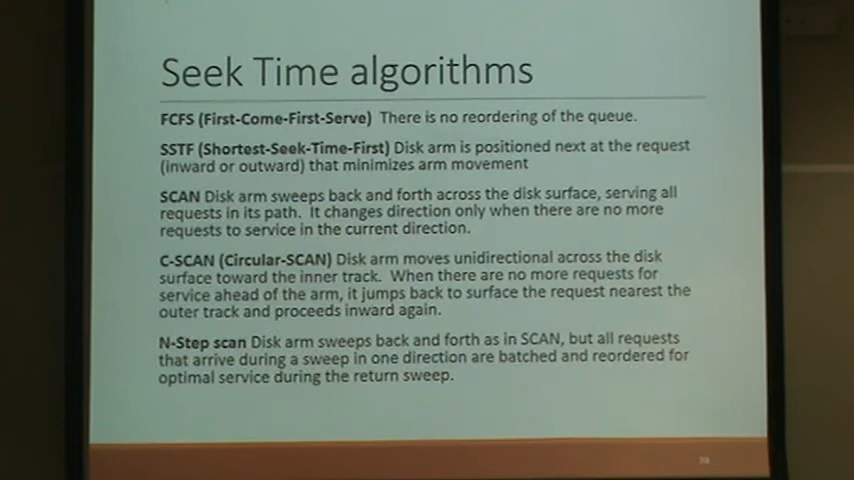 Seek Time algorithms
FCFS (First-Come-First-Serve) There is no reordering of the queue.
SSTF (Shortest-Seek-Time-First) Disk arm is positioned next at the request
(inward or outward) that minimizes arm movement
SCAN Disk arm sweeps back and forth across the disk surface, serving all
requests in its path. It changes direction only when there are no more
requests to service in the current direction.
C-SCAN (Circular-SCAN) Disk arm moves unidirectional across the disk
surface toward the inner track. When there are no more requests for
service ahead of the arm, it jumps back to surface the request nearest the
outer track and proceeds inward again.
N-Step scan Disk arm sweeps back and forth as in SCAN, but all requests
that arrive during a sweep in one direction are batched and reordered for
optimal service during the return sweep.